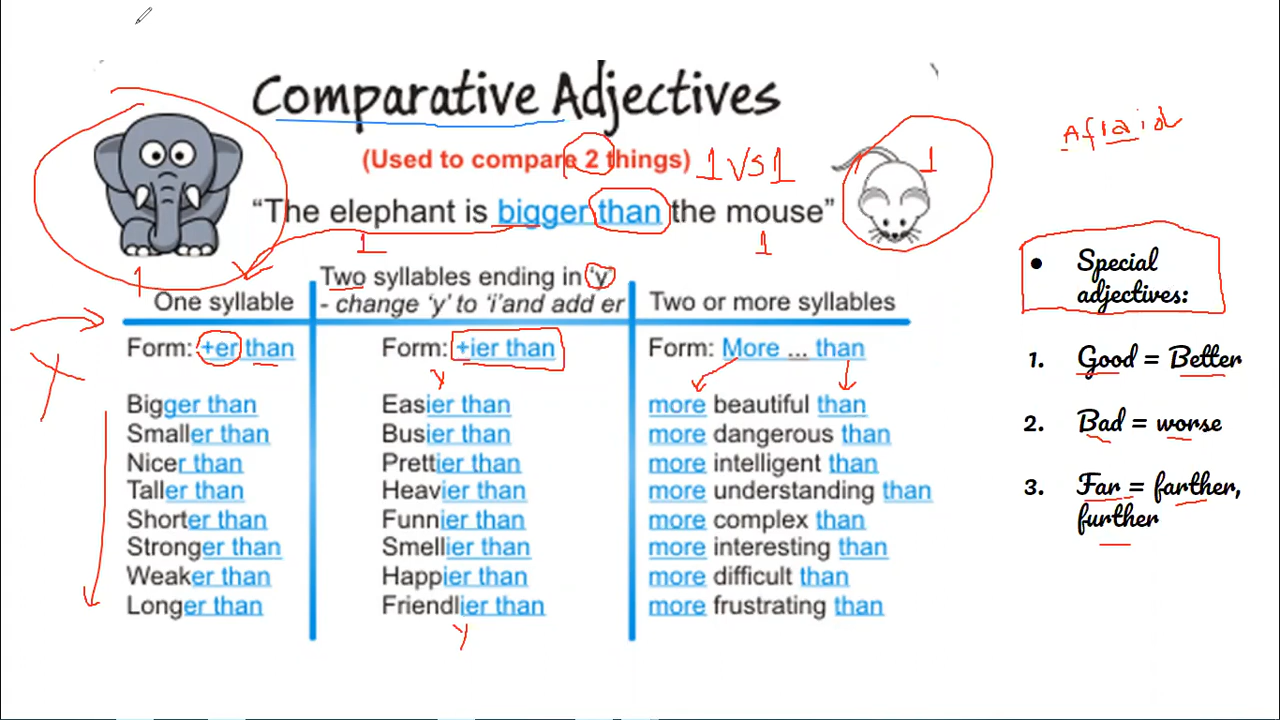 Comparative Adjectives
(Used to compare 2 things)
1 VS 1
1
Afraid
"The elephant is bigger than the mouse"
1
1
1
One syllable
Two syllables ending in 'y'
- change 'y' to 'i'and add er
Two or more syllables
Form: +er than
Bigger than
Smaller than
Nicer than
Taller than
Shorter than
Stronger than
Weaker than
Longer than
Form: +ier than
y
Easier than
Busier than
Prettier than
Heavier than
Funnier than
Smellier than
Happier than
Friendlier than
y
Form: More ... than
more beautiful than
more dangerous than
more intelligent than
more understanding than
more complex than
more interesting than
more difficult than
more frustrating than
• Special
adjectives:
1. Good = Better
2. Bad = worse
3. Far = farther,
further